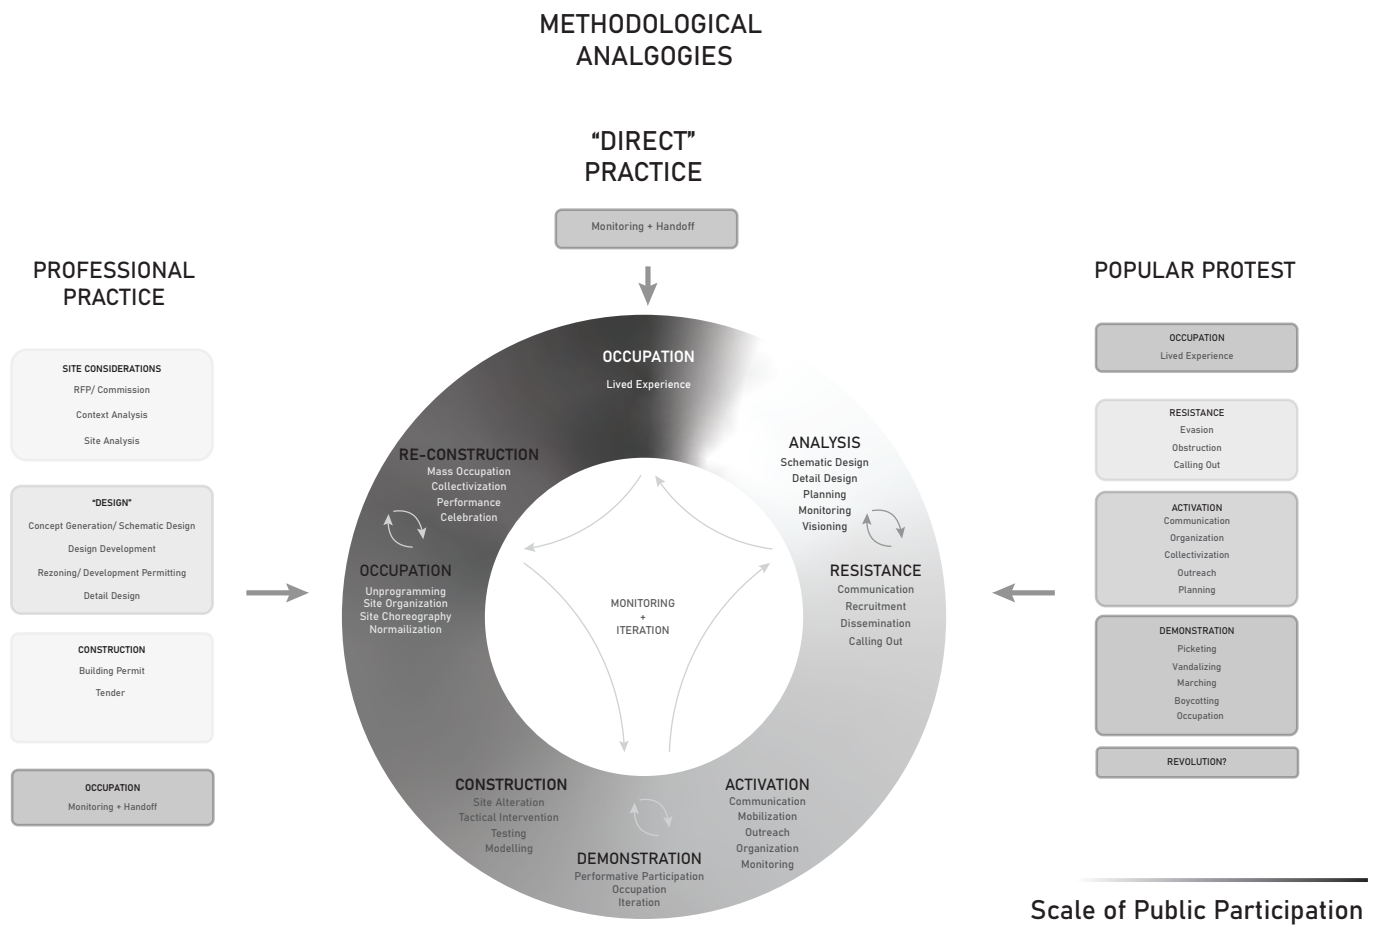 METHODOLOGICAL
ANALGOGIES
“DIRECT”
PRACTICE
Monitoring + Handoff
PROFESSIONAL
PRACTICE
SITE CONSIDERATIONS
RFP/ Commission
Context Analysis
Site Analysis
“DESIGN”
Concept Generation/ Schematic Design
Design Development
Rezoning/ Development Permitting
Detail Design
CONSTRUCTION
Building Permit
Tender
OCCUPATION
Monitoring + Handoff
OCCUPATION
Lived Experience
ANALYSIS
Schematic Design
Detail Design
Planning
Monitoring
Visioning
RESISTANCE
Communication
Recruitment
Dissemination
Calling Out
ACTIVATION
Communication
Mobilization
Outreach
Organization
Monitoring
DEMONSTRATION
Performative Participation
Occupation
Iteration
CONSTRUCTION
Site Alteration
Tactical Intervention
Testing
Modelling
OCCUPATION
Unprogramming
Site Organization
Site Choreography
Normailization
RE-CONSTRUCTION
Mass Occupation
Collectivization
Performance
Celebration
MONITORING
+
ITERATION
POPULAR PROTEST
OCCUPATION
Lived Experience
RESISTANCE
Evasion
Obstruction
Calling Out
ACTIVATION
Communication
Organization
Collectivization
Outreach
Planning
DEMONSTRATION
Picketing
Vandalizing
Marching
Boycotting
Occupation
REVOLUTION?
Scale of Public Participation